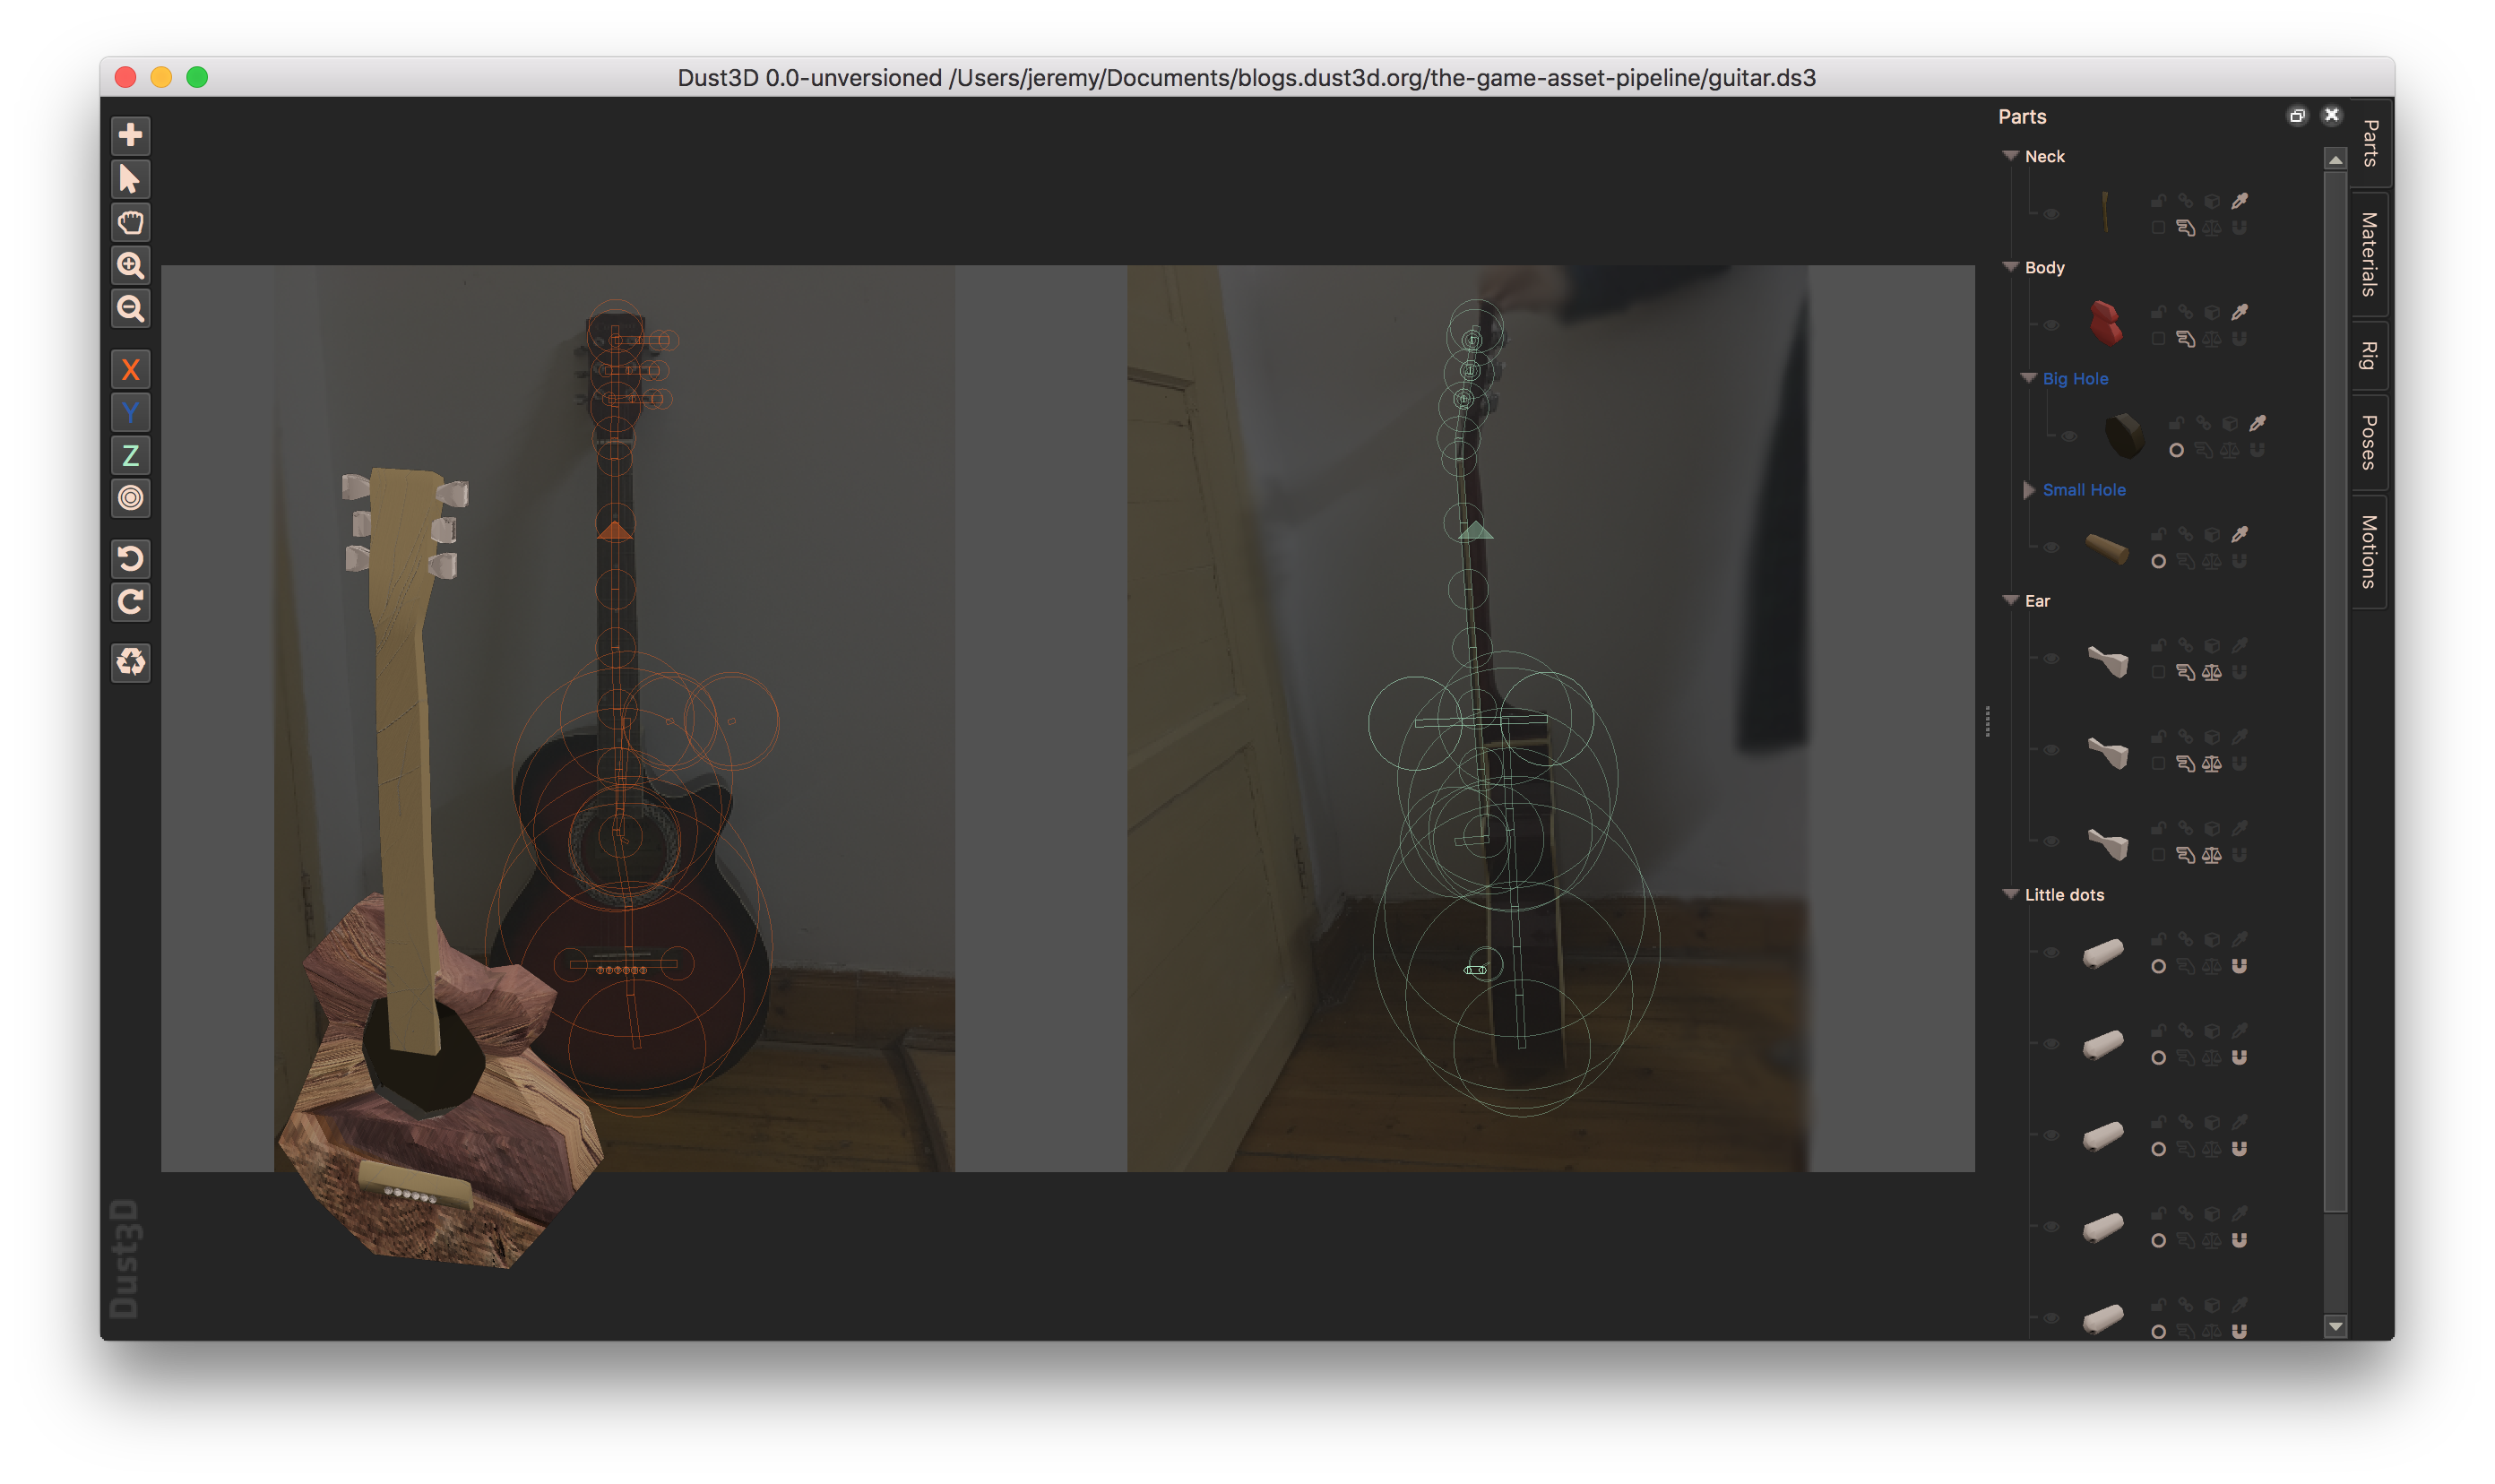 Dust3D 0.0-unversioned /Users/jeremy/Documents/blogs.dust3d.org/the-game-asset-pipeline/guitar.ds3
X
Y
Z
Dust3D
Parts
Neck
Body
Big Hole
Small Hole
Ear
Little dots
Parts
Materials
Rig
Poses
Motions